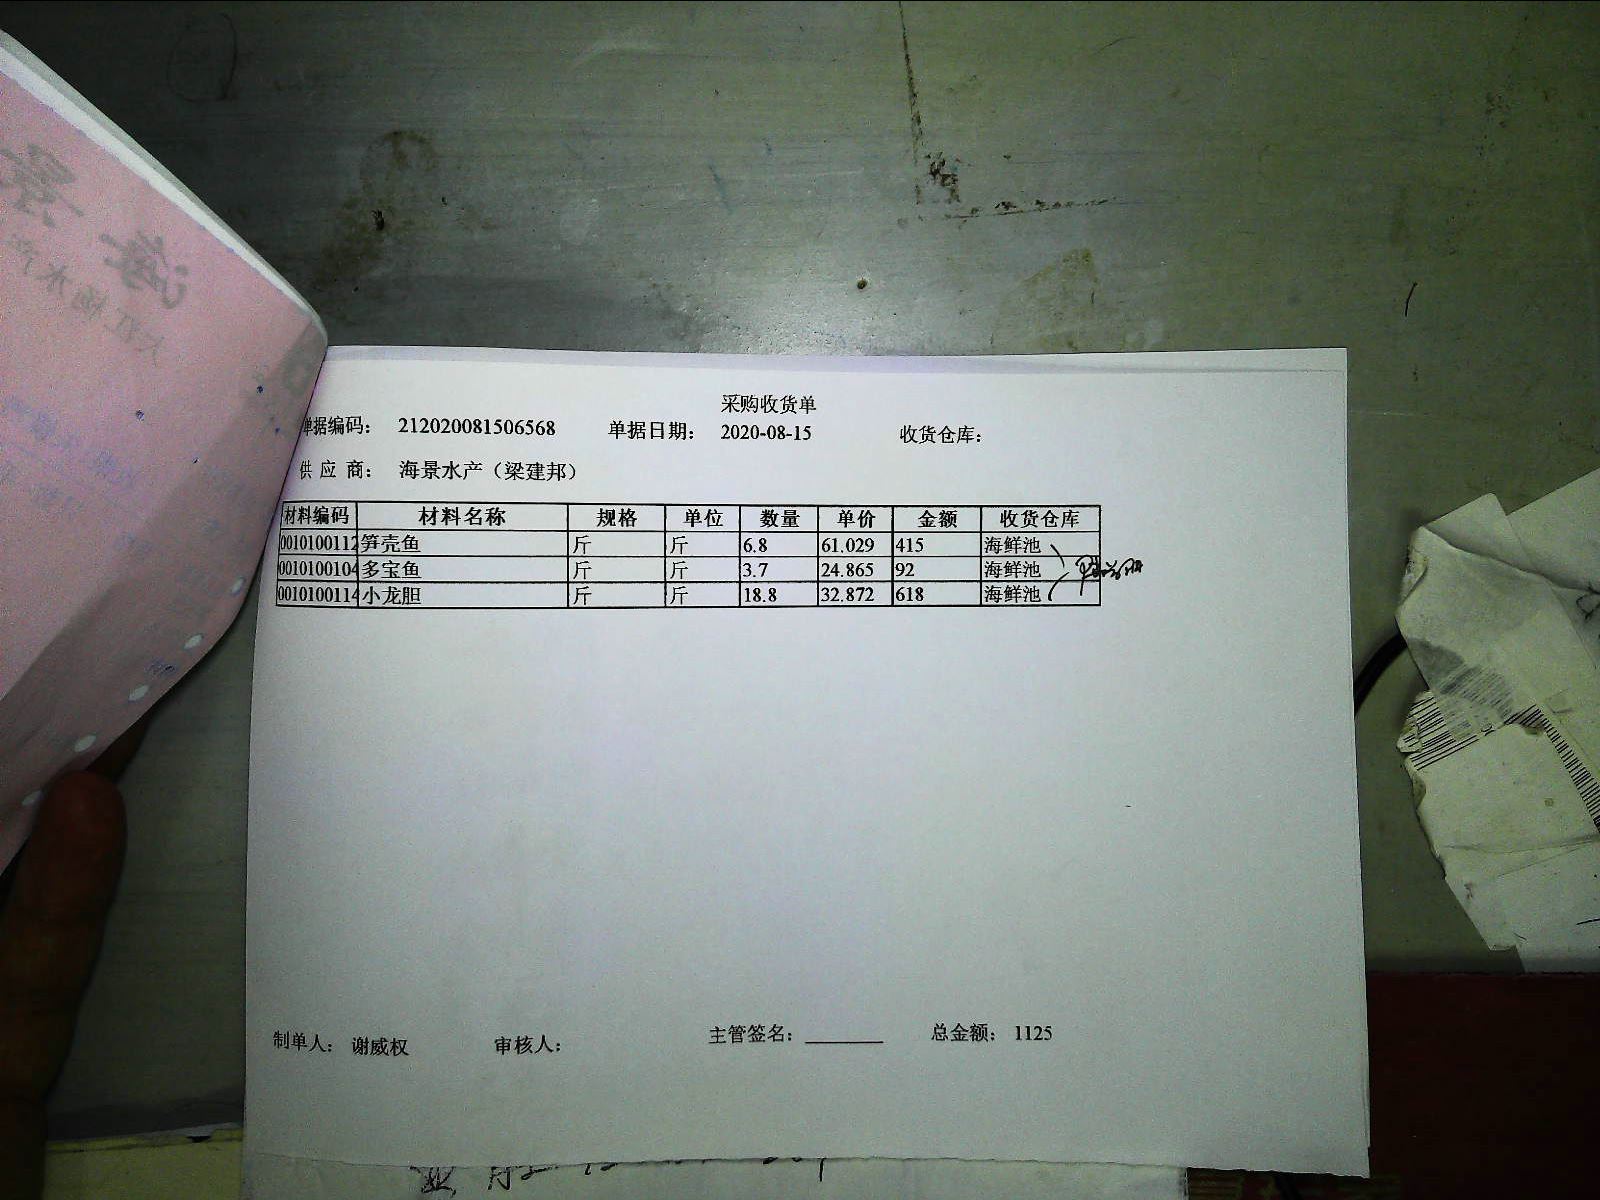 采购收货单
单据编码： 212020081506568 单据日期： 2020-08-15 收货仓库：
供 应 商： 海景水产（梁建邦）
材料编码 材料名称 规格 单位 数量 单价 金额 收货仓库
0010100112 笋壳鱼 斤 斤 6.8 61.029 415 海鲜池
0010100104 多宝鱼 斤 斤 3.7 24.865 92 海鲜池
0010100114 小龙胆 斤 斤 18.8 32.872 618 海鲜池
制单人： 谢威权 审核人： 主管签名： 总金额： 1125